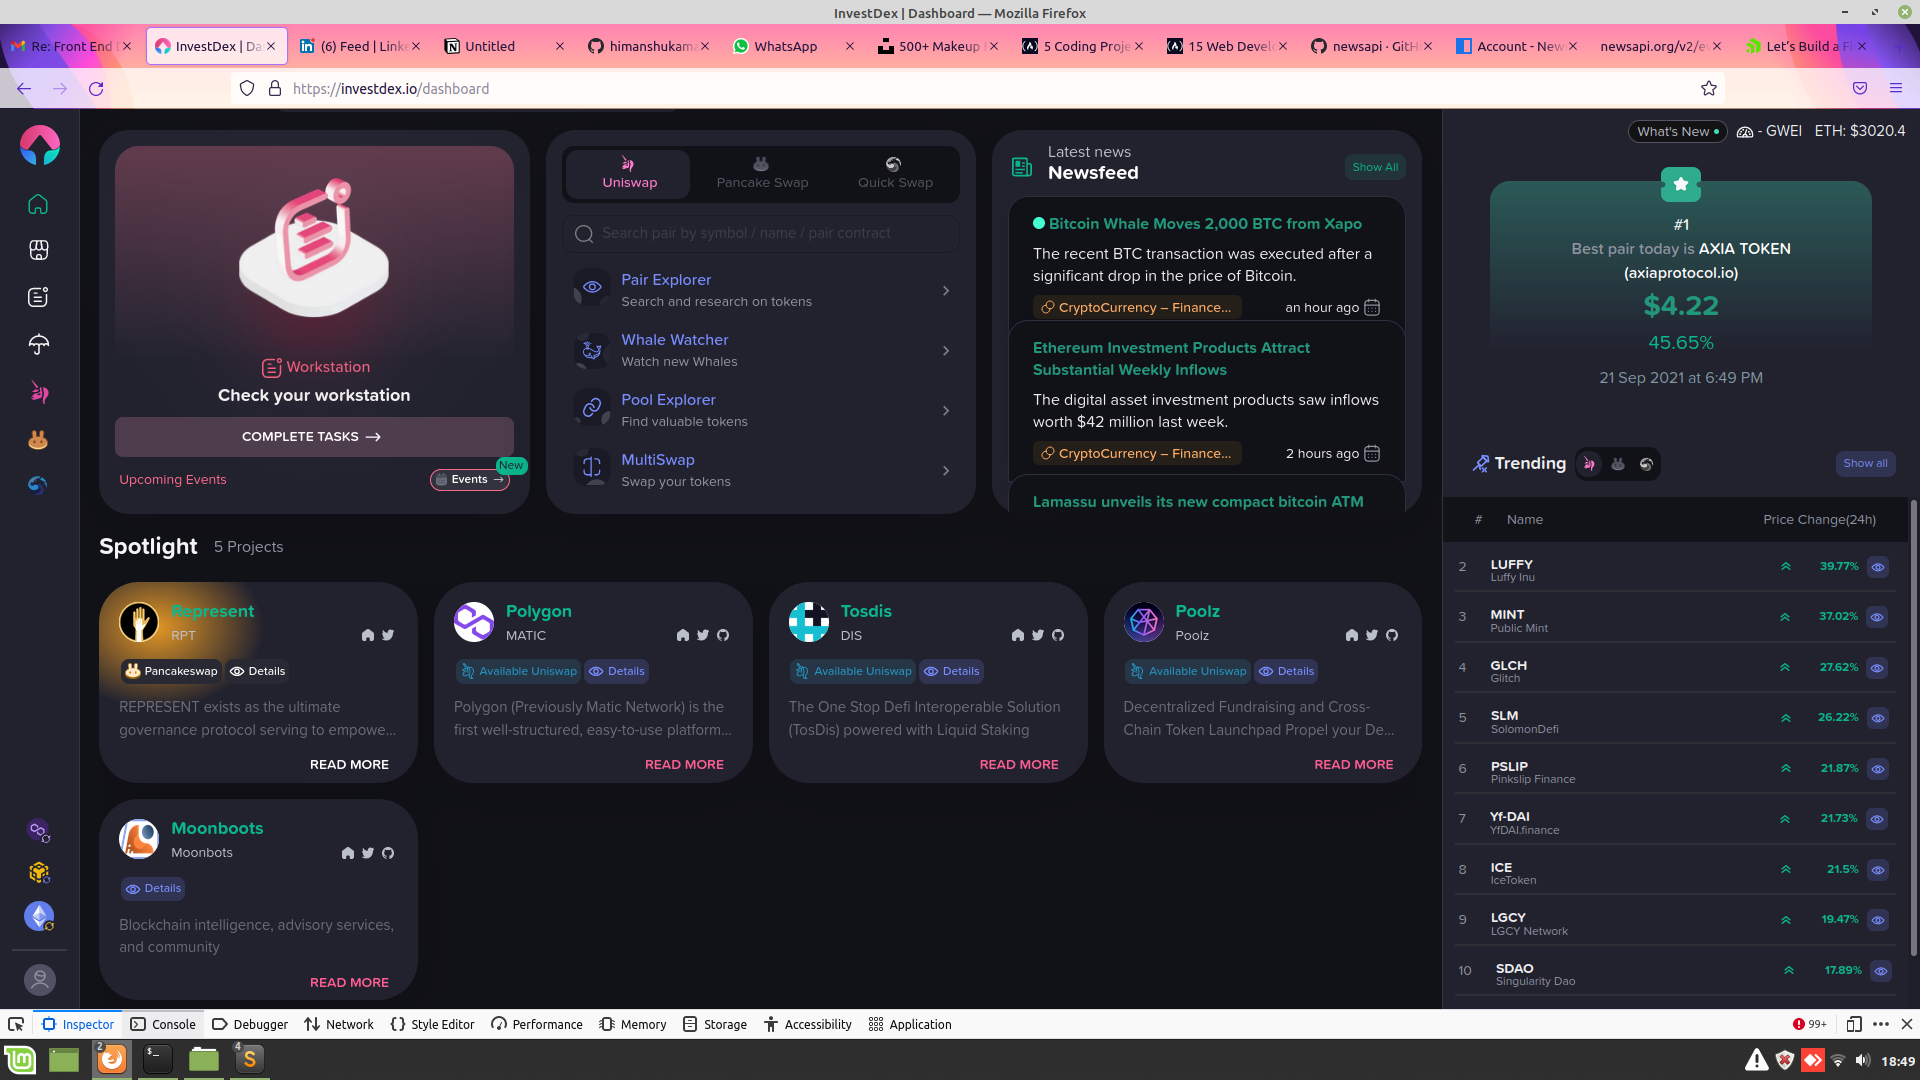 InvestDex | Dashboard — Mozilla Firefox
Re: Front End
InvestDex | Da
(6) Feed | Linke
Untitled
himanshukama
WhatsApp
500+ Makeup
5 Coding Proje
15 Web Develo
newsapi · GitH
Account - New
newsapi.org/v2/e
Let's Build a Fi
https://investdex.io/dashboard
What's New
- GWEI
ETH: $3020.4
Uniswap
Pancake Swap
Quick Swap
Search pair by symbol / name / pair contract
Pair Explorer
Search and research on tokens
Whale Watcher
Watch new Whales
Pool Explorer
Find valuable tokens
MultiSwap
Swap your tokens
Workstation
Check your workstation
COMPLETE TASKS →
Upcoming Events
Events →
New
Latest news
Newsfeed
Show All
Bitcoin Whale Moves 2,000 BTC from Xapo
The recent BTC transaction was executed after a
significant drop in the price of Bitcoin.
CryptoCurrency – Finance...
an hour ago
Ethereum Investment Products Attract
Substantial Weekly Inflows
The digital asset investment products saw inflows
worth $42 million last week.
CryptoCurrency – Finance...
2 hours ago
Lamassu unveils its new compact bitcoin ATM
#1
Best pair today is AXIA TOKEN
(axiaprotocol.io)
$4.22
45.65%
21 Sep 2021 at 6:49 PM
Trending
Show all
# Name Price Change(24h)
2 LUFFY 39.77%
Luffy Inu
3 MINT 37.02%
Public Mint
4 GLCH 27.62%
Glitch
5 SLM 26.22%
SolomonDefi
6 PSLIP 21.87%
Pinkslip Finance
7 Yf-DAI 21.73%
YfDAI.finance
8 ICE 21.5%
IceToken
9 LGCY 19.47%
LGCY Network
10 SDAO 17.89%
Singularity Dao
Spotlight 5 Projects
Represent
RPT
Pancakeswap
Details
REPRESENT exists as the ultimate
governance protocol serving to empowe...
READ MORE
Polygon
MATIC
Available Uniswap
Details
Polygon (Previously Matic Network) is the
first well-structured, easy-to-use platform...
READ MORE
Tosdis
DIS
Available Uniswap
Details
The One Stop Defi Interoperable Solution
(TosDis) powered with Liquid Staking
READ MORE
Poolz
Poolz
Available Uniswap
Details
Decentralized Fundraising and Cross-
Chain Token Launchpad Propel your De...
READ MORE
Moonboots
Moonbots
Details
Blockchain intelligence, advisory services,
and community
READ MORE
Inspector
Console
Debugger
Network
Style Editor
Performance
Memory
Storage
Accessibility
Application
99+
2
4
18:49